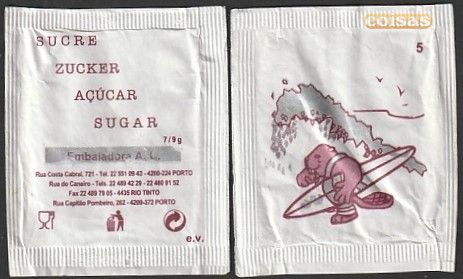 SUCRE
ZUCKER
AÇÚCAR
SUGAR
7/9g
Embaladora A. L.
Rua Costa Cabral, 721 - Tel. 22 551 09 43 - 4200-224 PORTO
Rua do Caneiro - Tels. 22 489 42 29 - 22 480 91 52
Fax 22 489 79 05 - 4435 RIO TINTO
Rua Capitão Pombeiro, 262 - 4200-372 PORTO
e.v.
coisas
5